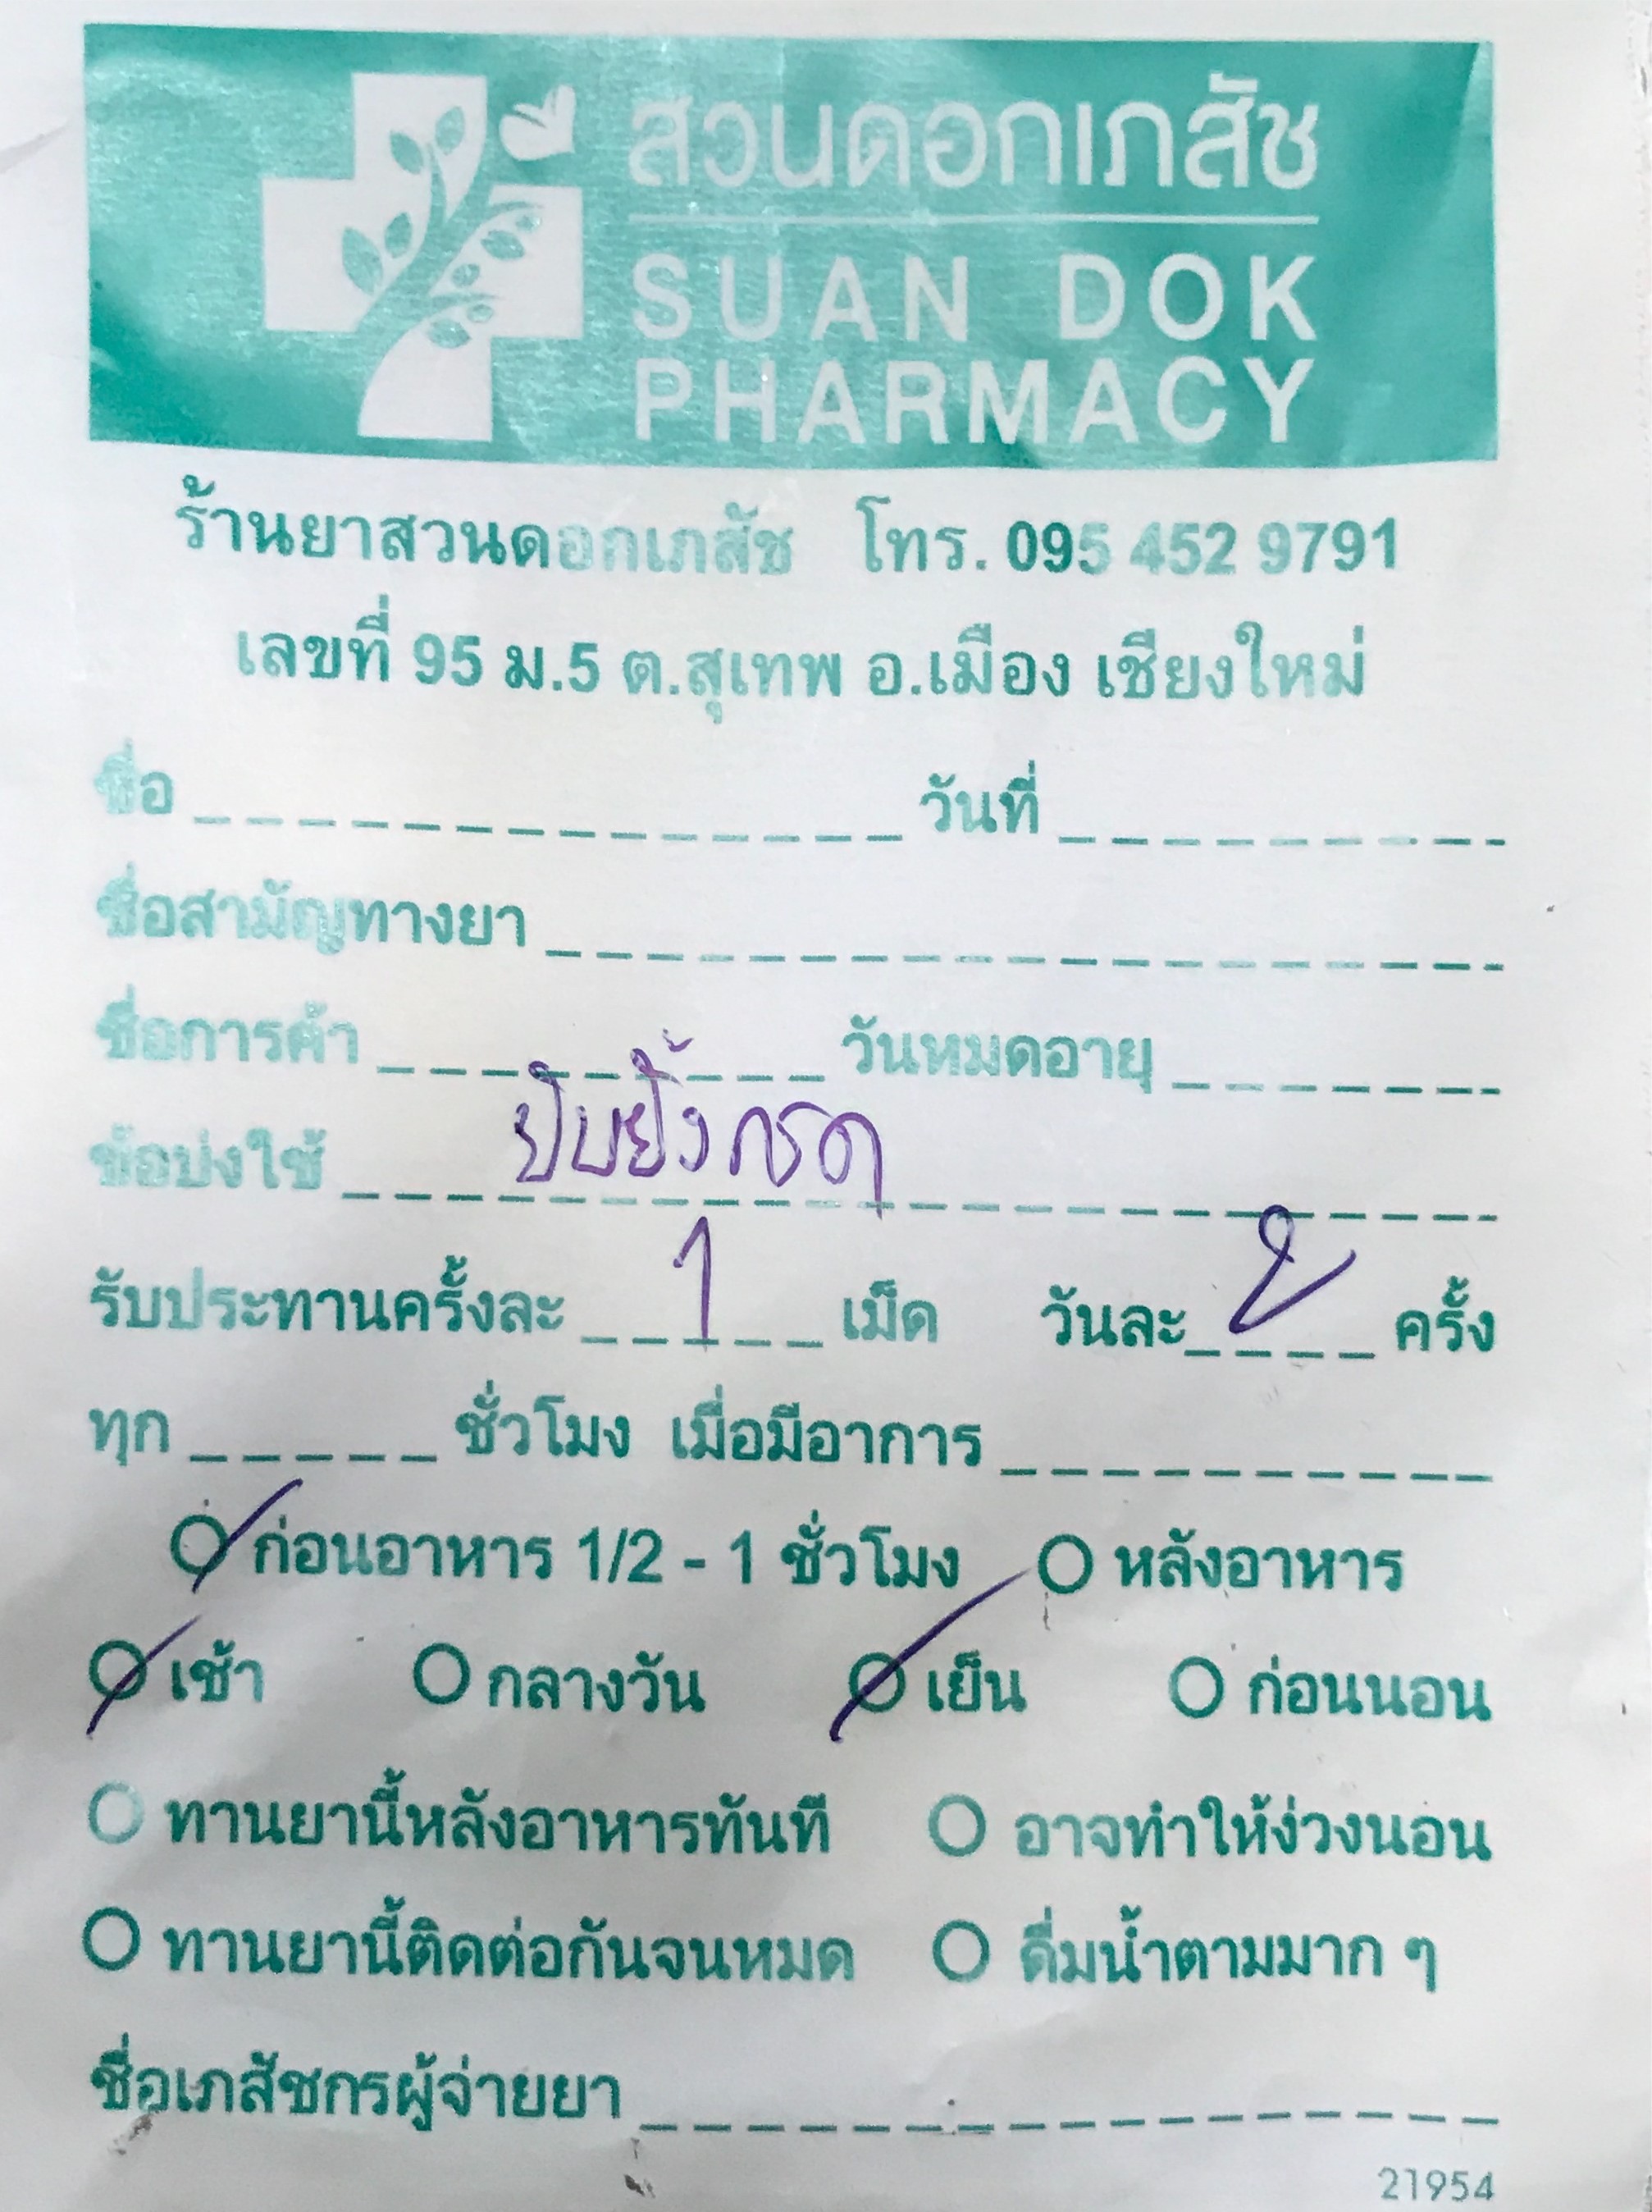 สวนดอกเภสัช
SUAN DOK
PHARMACY
ร้านยาสวนดอกเภสัช โทร. 095 452 9791
เลขที่ 95 ม.5 ต.สุเทพ อ.เมือง เชียงใหม่
ชื่อ วันที่
ชื่อสามัญทางยา
ชื่อการค้า วันหมดอายุ
ข้อบ่งใช้ ยับยั้งกรด
รับประทานครั้งละ 1 เม็ด วันละ 2 ครั้ง
ทุก ชั่วโมง เมื่อมีอาการ
ก่อนอาหาร 1/2 - 1 ชั่วโมง หลังอาหาร
เช้า กลางวัน เย็น ก่อนนอน
ทานยานี้หลังอาหารทันที อาจทำให้ง่วงนอน
ทานยานี้ติดต่อกันจนหมด ดื่มน้ำตามมาก ๆ
ชื่อเภสัชกรผู้จ่ายยา
21954